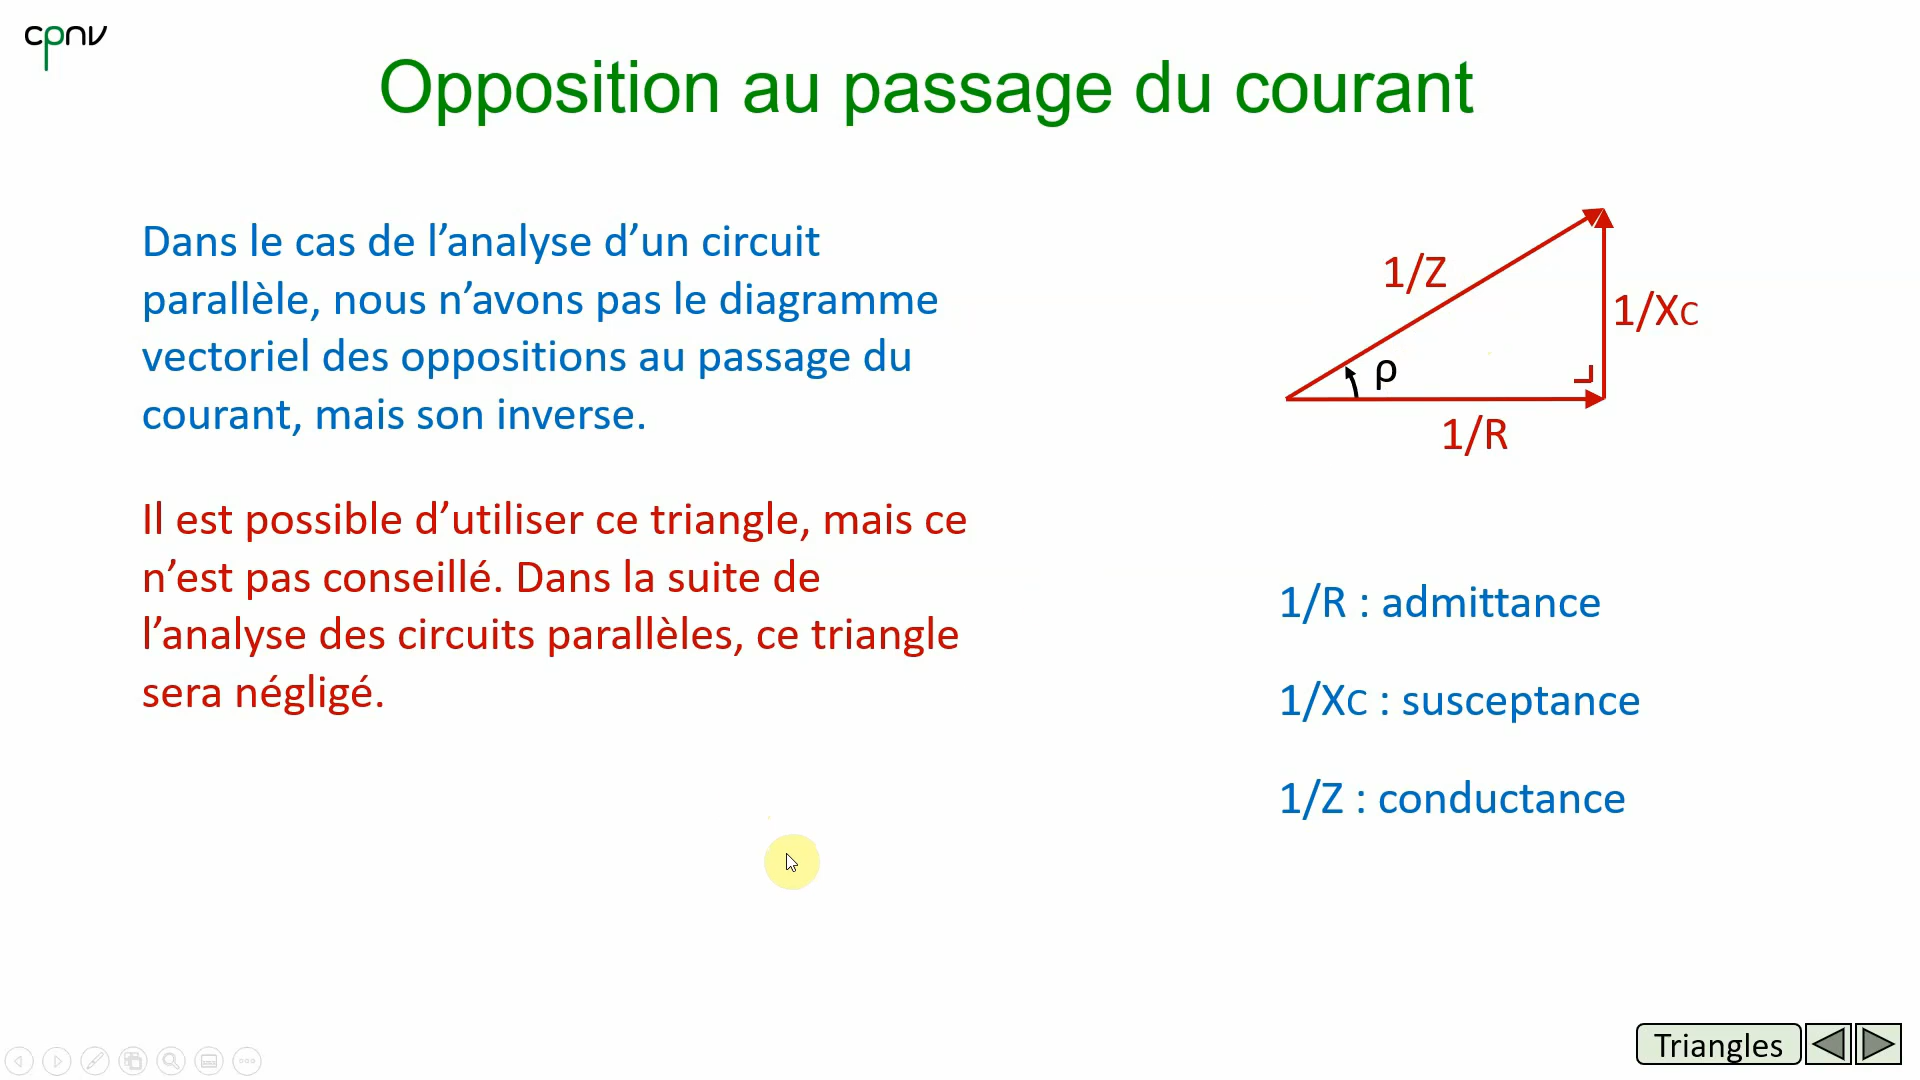 cpnv
Opposition au passage du courant
Dans le cas de l’analyse d’un circuit
parallèle, nous n’avons pas le diagramme
vectoriel des oppositions au passage du
courant, mais son inverse.
Il est possible d’utiliser ce triangle, mais ce
n’est pas conseillé. Dans la suite de
l’analyse des circuits parallèles, ce triangle
sera négligé.
1/Z
1/XC
ρ
1/R
1/R : admittance
1/XC : susceptance
1/Z : conductance
Triangles